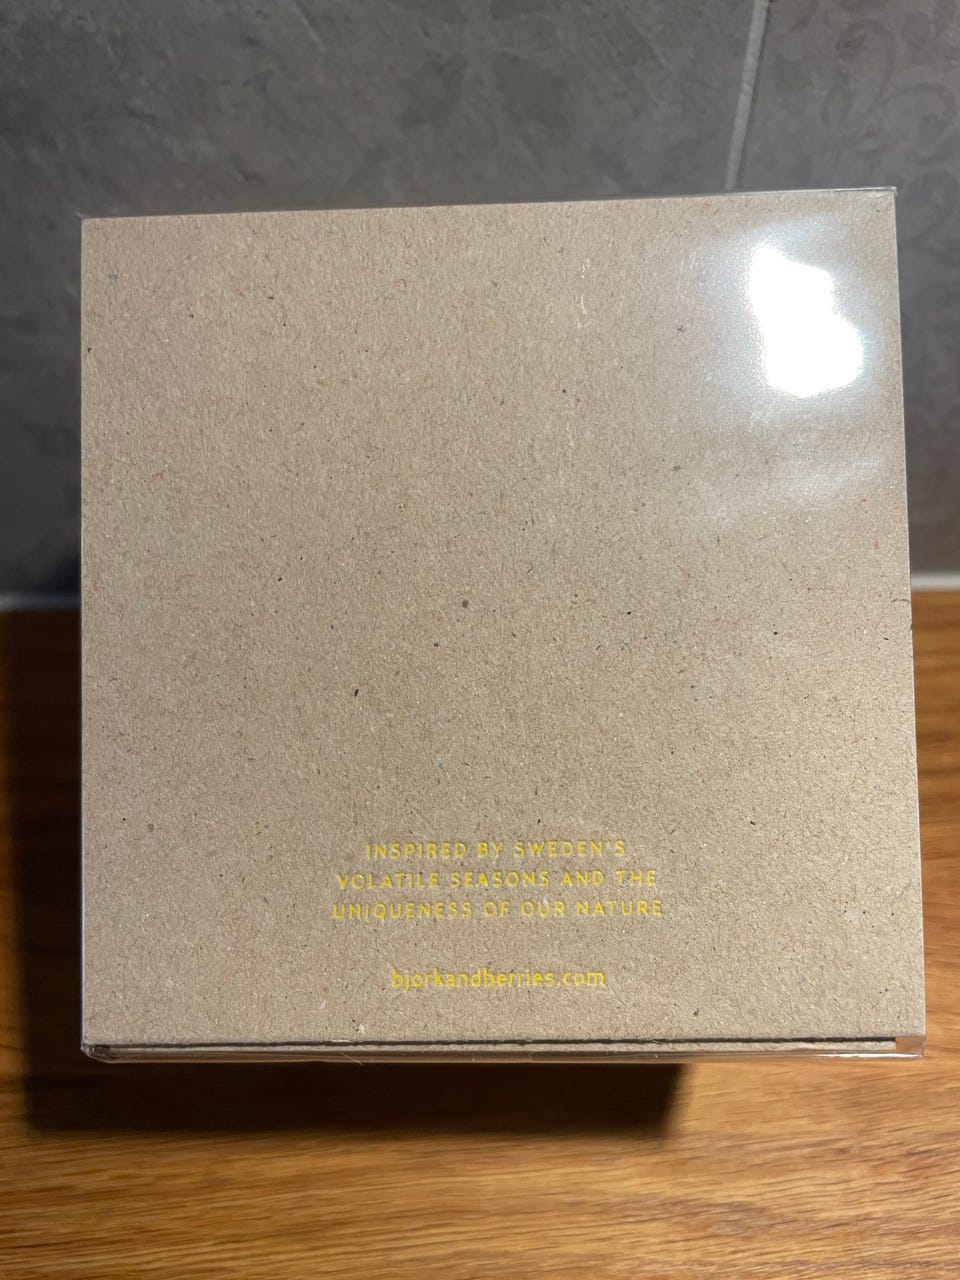 INSPIRED BY SWEDEN'S
VOLATILE SEASONS AND THE
UNIQUENESS OF OUR NATURE
bjorkandberries.com